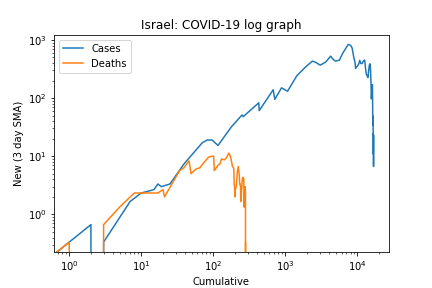 Israel: COVID-19 log graph
Cases
Deaths
New (3 day SMA)
10³
10²
10¹
10⁰
10⁰ 10¹ 10² 10³ 10⁴
Cumulative